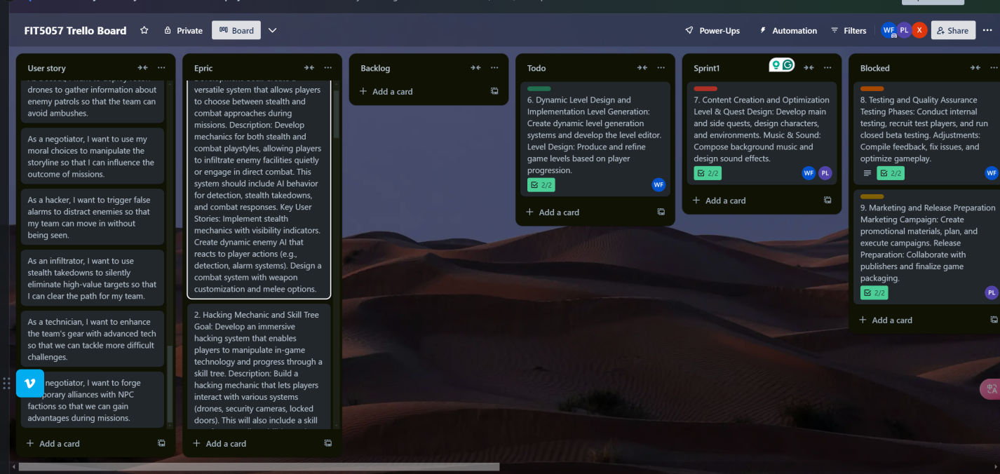 FIT5057 Trello Board
Private
Board
Power-Ups
Automation
Filters
WF
PL
X
Share
User story
drones to gather information about
enemy patrols so that the team can
avoid ambushes.
As a negotiator, I want to use my
moral choices to manipulate the
storyline so that I can influence the
outcome of missions.
As a hacker, I want to trigger false
alarms to distract enemies so that
my team can move in without
being seen.
As an infiltrator, I want to use
stealth takedowns to silently
eliminate high-value targets so that
I can clear the path for my team.
As a technician, I want to enhance
the team's gear with advanced tech
so that we can tackle more difficult
challenges.
negotiator, I want to forge
porary alliances with NPC
factions so that we can gain
advantages during missions.
+ Add a card
Epric
versatile system that allows players
to choose between stealth and
combat approaches during
missions. Description: Develop
mechanics for both stealth and
combat playstyles, allowing players
to infiltrate enemy facilities quietly
or engage in direct combat. This
system should include AI behavior
for detection, stealth takedowns,
and combat responses. Key User
Stories: Implement stealth
mechanics with visibility indicators.
Create dynamic enemy AI that
reacts to player actions (e.g.,
detection, alarm systems). Design a
combat system with weapon
customization and melee options.
2. Hacking Mechanic and Skill Tree
Goal: Develop an immersive
hacking system that enables
players to manipulate in-game
technology and progress through a
skill tree. Description: Build a
hacking mechanic that lets players
interact with various systems
(drones, security cameras, locked
doors). This will also include a skill
+ Add a card
Backlog
+ Add a card
Todo
6. Dynamic Level Design and
Implementation Level Generation:
Create dynamic level generation
systems and develop the level editor.
Level Design: Produce and refine
game levels based on player
progression.
2/2
WF
+ Add a card
Sprint1
7. Content Creation and Optimization
Level & Quest Design: Develop main
and side quests, design characters,
and environments. Music & Sound:
Compose background music and
design sound effects.
2/2
WF
PL
+ Add a card
Blocked
8. Testing and Quality Assurance
Testing Phases: Conduct internal
testing, recruit test players, and run
closed beta testing. Adjustments:
Compile feedback, fix issues, and
optimize gameplay.
2/2
WF
9. Marketing and Release Preparation
Marketing Campaign: Create
promotional materials, plan, and
execute campaigns. Release
Preparation: Collaborate with
publishers and finalize game
packaging.
2/2
PL
+ Add a card